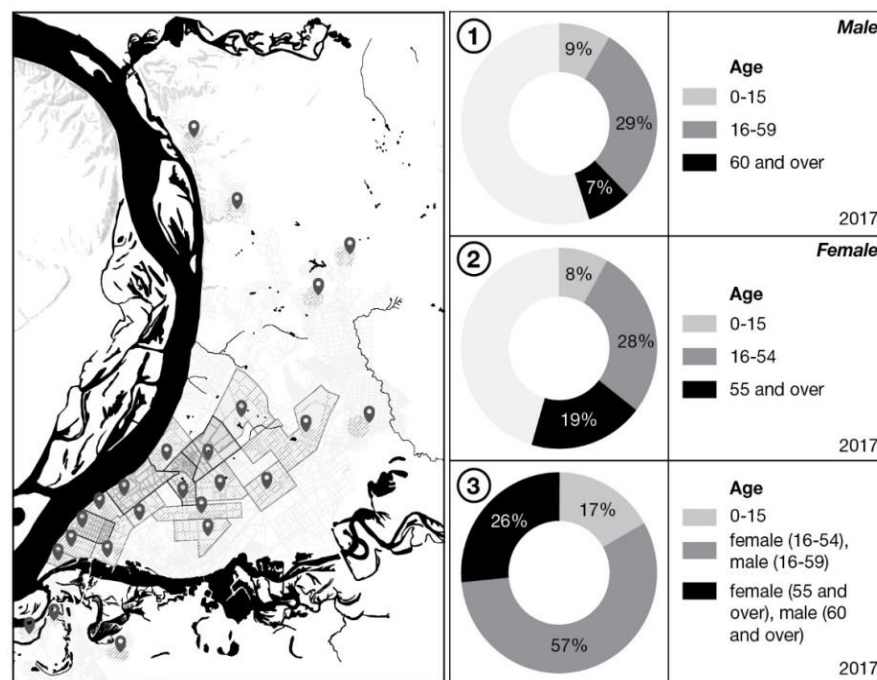 1
Male
9%
29%
7%
Age
0-15
16-59
60 and over
2017
2
Female
8%
28%
19%
Age
0-15
16-54
55 and over
2017
3
26%
17%
57%
Age
0-15
female (16-54),
male (16-59)
female (55 and
over), male (60
and over)
2017